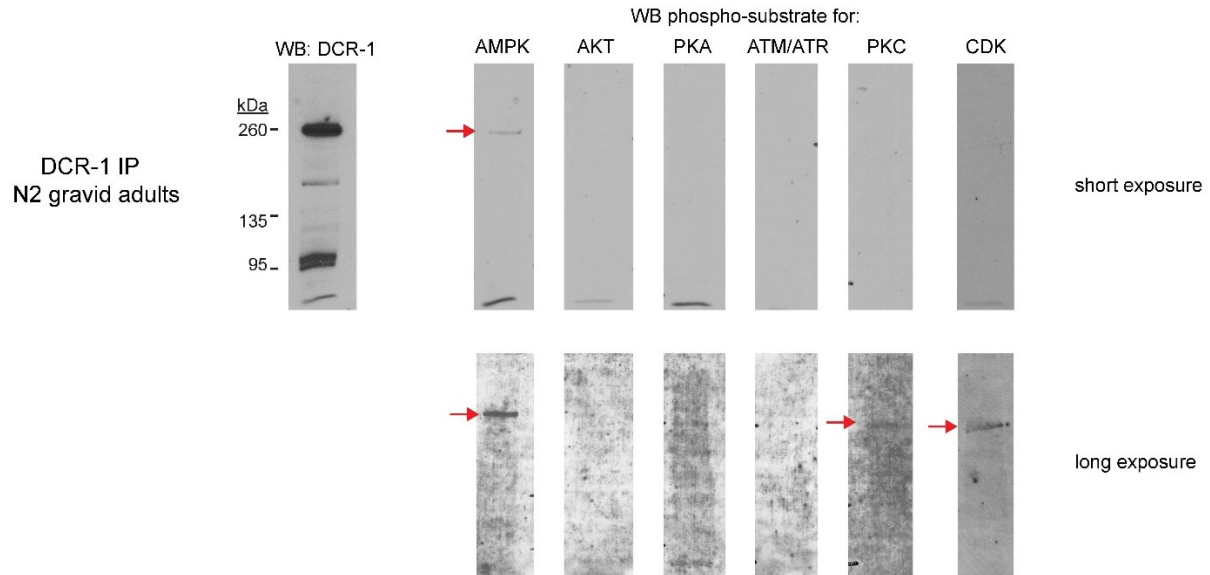 WB phospho-substrate for:
WB: DCR-1
AMPK
AKT
PKA
ATM/ATR
PKC
CDK
kDa
260
135
95
DCR-1 IP
N2 gravid adults
short exposure
long exposure